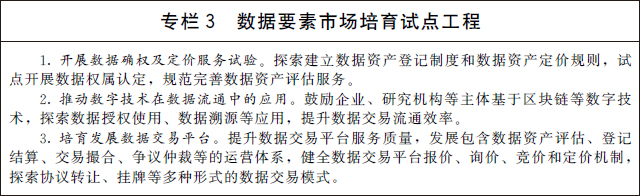 专栏 3　数据要素市场培育试点工程
1. 开展数据确权及定价服务试验。探索建立数据资产登记制度和数据资产定价规则，试
点开展数据权属认定，规范完善数据资产评估服务。
2. 推动数字技术在数据流通中的应用。鼓励企业、研究机构等主体基于区块链等数字技
术，探索数据授权使用、数据溯源等应用，提升数据交易流通效率。
3. 培育发展数据交易平台。提升数据交易平台服务质量，发展包含数据资产评估、登记
结算、交易撮合、争议仲裁等的运营体系，健全数据交易平台报价、询价、竞价和定价机制，
探索协议转让、挂牌等多种形式的数据交易模式。